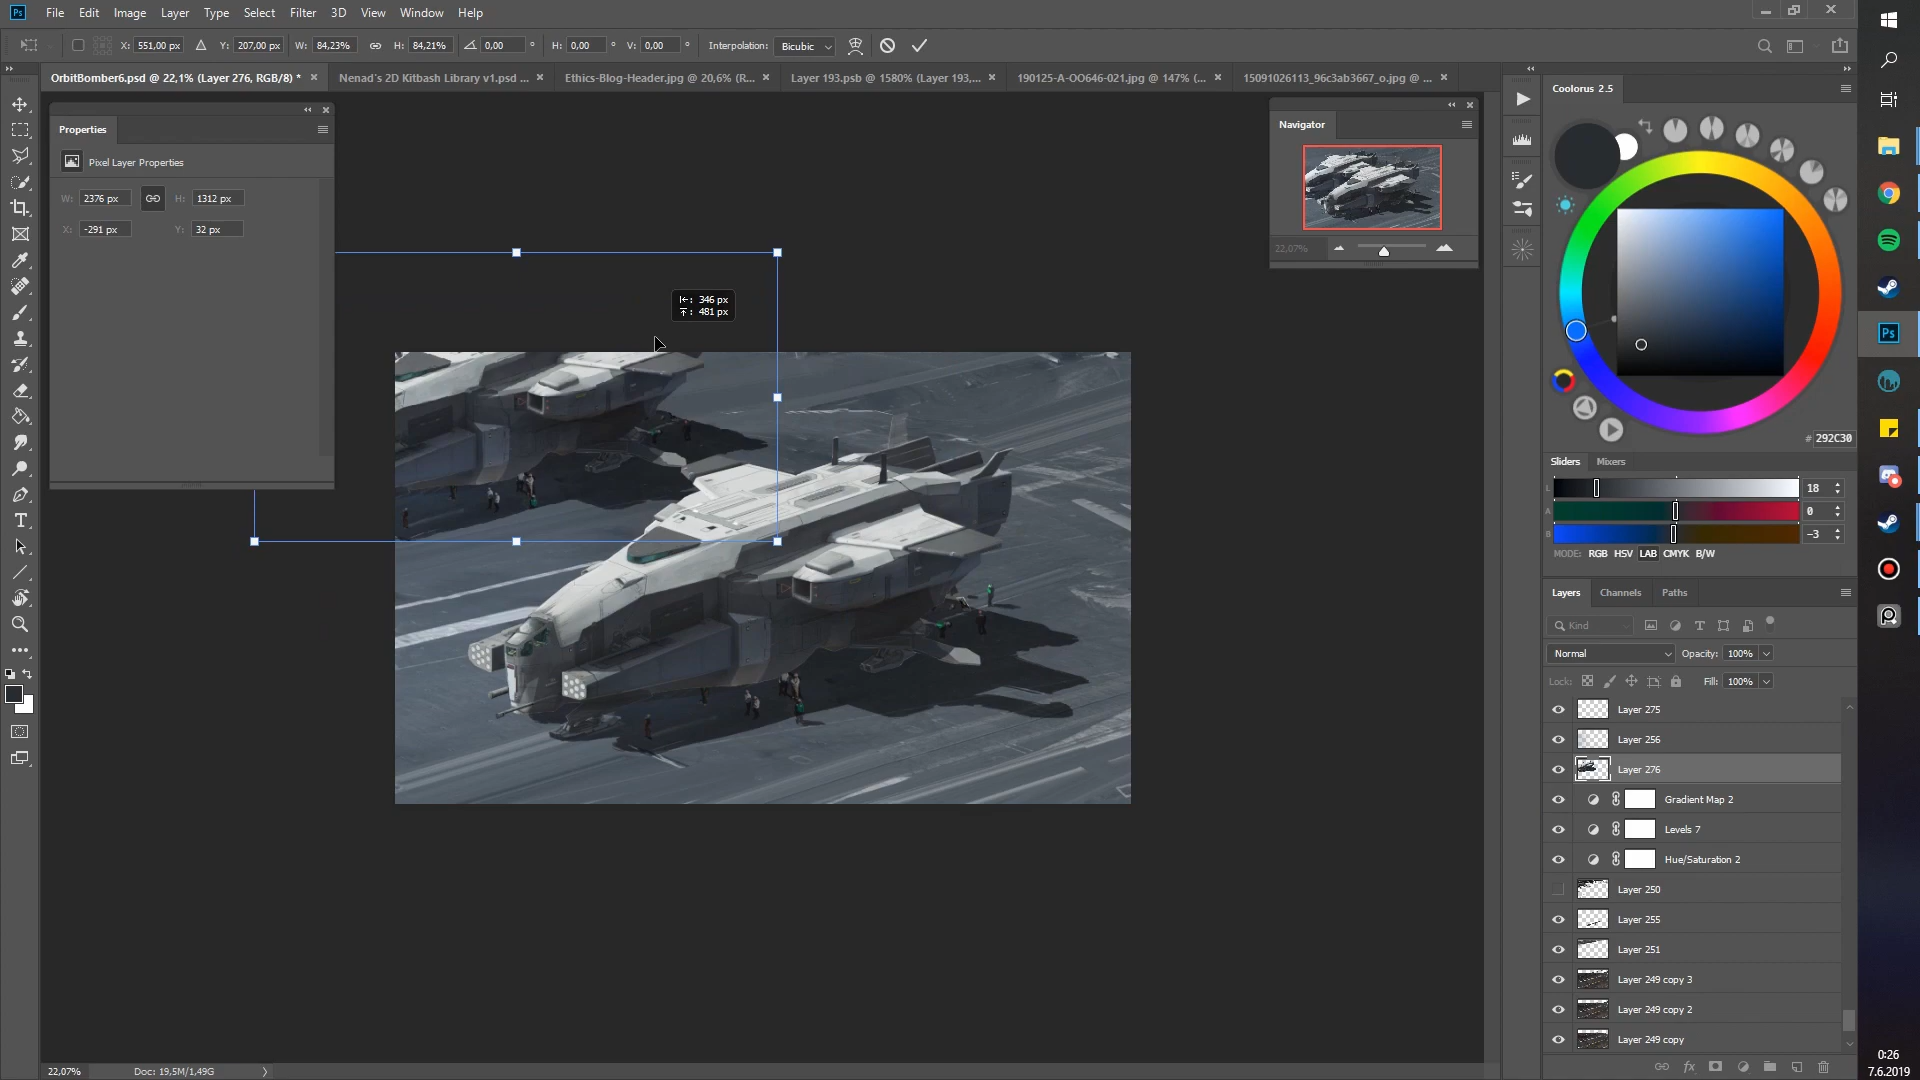 Ps File Edit Image Layer Type Select Filter 3D View Window Help
X: 551,00 px Y: 207,00 px W: 84,23% H: 84,21% 0,00 ° H: 0,00 ° V: 0,00 ° Interpolation: Bicubic
OrbitBomber6.psd @ 22,1% (Layer 276, RGB/8) * × Nenad's 2D Kitbash Library v1.psd ... × Ethics-Blog-Header.jpg @ 20,6% (R... × Layer 193.psb @ 1580% (Layer 193,... × 190125-A-OO646-021.jpg @ 147% (... × 15091026113_96c3ab3667_o.jpg @ ... ×
Properties
Pixel Layer Properties
W: 2376 px H: 1312 px
X: -291 px Y: 32 px
346 px
481 px
Navigator
22,07%
Coolorus 2.5
# 292C30
Sliders Mixers
L 18
A 0
B -3
MODE: RGB HSV LAB CMYK B/W
Layers Channels Paths
Kind
Normal Opacity: 100%
Lock: Fill: 100%
Layer 275
Layer 256
Layer 276
Gradient Map 2
Levels 7
Hue/Saturation 2
Layer 250
Layer 255
Layer 251
Layer 249 copy 3
Layer 249 copy 2
Layer 249 copy
fx
22,07% Doc: 19,5M/1,49G
Ps
0:26
7.6.2019